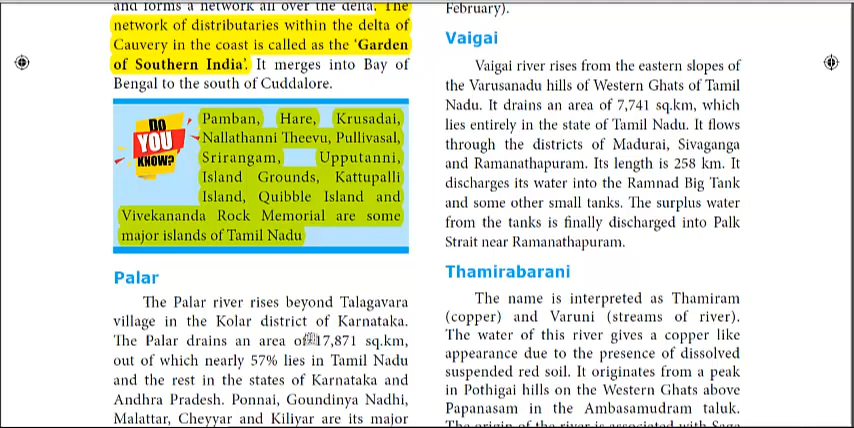 and forms a network all over the delta. The
network of distributaries within the delta of
Cauvery in the coast is called as the ‘Garden
of Southern India’. It merges into Bay of
Bengal to the south of Cuddalore.
DO
YOU
KNOW?
Pamban, Hare, Krusadai,
Nallathanni Theevu, Pullivasal,
Srirangam, Upputanni,
Island Grounds, Kattupalli
Island, Quibble Island and
Vivekananda Rock Memorial are some
major islands of Tamil Nadu
Palar
The Palar river rises beyond Talagavara
village in the Kolar district of Karnataka.
The Palar drains an area of 17,871 sq.km,
out of which nearly 57% lies in Tamil Nadu
and the rest in the states of Karnataka and
Andhra Pradesh. Ponnai, Goundinya Nadhi,
Malattar, Cheyyar and Kiliyar are its major
February).
Vaigai
Vaigai river rises from the eastern slopes of
the Varusanadu hills of Western Ghats of Tamil
Nadu. It drains an area of 7,741 sq.km, which
lies entirely in the state of Tamil Nadu. It flows
through the districts of Madurai, Sivaganga
and Ramanathapuram. Its length is 258 km. It
discharges its water into the Ramnad Big Tank
and some other small tanks. The surplus water
from the tanks is finally discharged into Palk
Strait near Ramanathapuram.
Thamirabarani
The name is interpreted as Thamiram
(copper) and Varuni (streams of river).
The water of this river gives a copper like
appearance due to the presence of dissolved
suspended red soil. It originates from a peak
in Pothigai hills on the Western Ghats above
Papanasam in the Ambasamudram taluk.
The origin of the river is associated with Sage